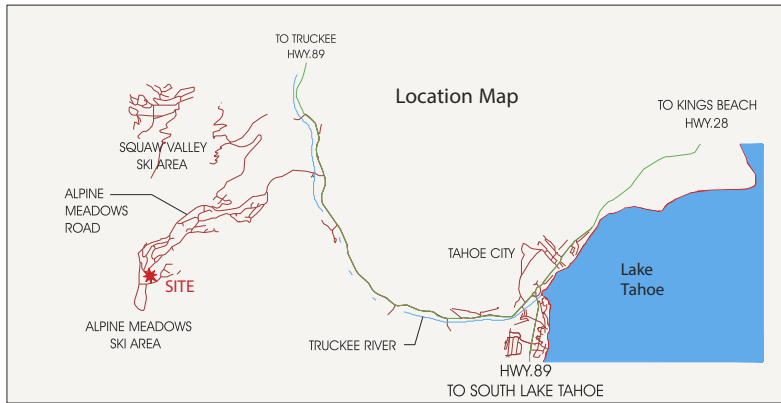 TO TRUCKEE
HWY.89
Location Map
TO KINGS BEACH
HWY.28
SQUAW VALLEY
SKI AREA
ALPINE
MEADOWS
ROAD
TAHOE CITY
Lake
Tahoe
SITE
ALPINE MEADOWS
SKI AREA
TRUCKEE RIVER
HWY.89
TO SOUTH LAKE TAHOE